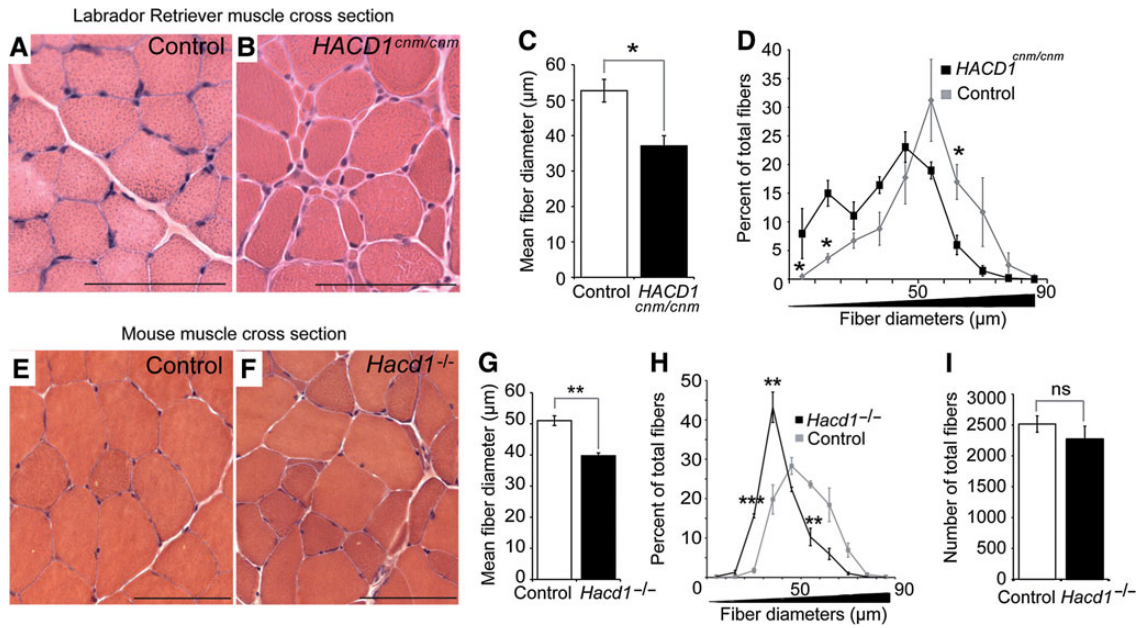 Labrador Retriever muscle cross section
A Control
B HACD1cnm/cnm
C
*
Mean fiber diameter (µm)
60
50
40
30
20
10
0
Control HACD1
cnm/cnm
D
Percent of total fibers
40
35
30
25
20
15
10
5
0
HACD1cnm/cnm
Control
*
*
*
50 90
Fiber diameters (µm)
Mouse muscle cross section
E Control
F Hacd1−/−
G
**
Mean fiber diameter (µm)
60
50
40
30
20
10
0
Control Hacd1−/−
H
Percent of total fibers
50
40
30
20
10
0
**
Hacd1−/−
Control
***
**
50 90
Fiber diameters (µm)
I
ns
Number of total fibers
3000
2500
2000
1500
1000
500
0
Control Hacd1−/−